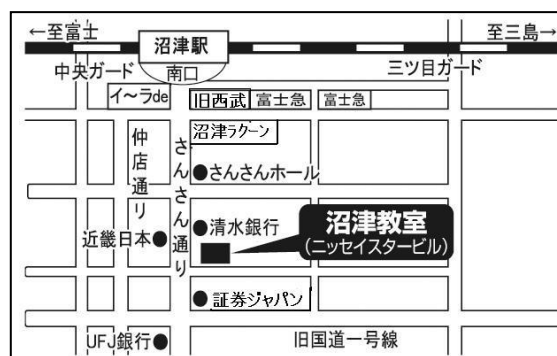 ←至富士
沼津駅
至三島→
中央ガード
南口
三ツ目ガード
イ～ラde
旧西武
富士急
富士急
沼津ラクーン
仲店通り
さんさん通り
●さんさんホール
●清水銀行
沼津教室
(ニッセイスタービル)
近畿日本●
●証券ジャパン
UFJ銀行●
旧国道一号線